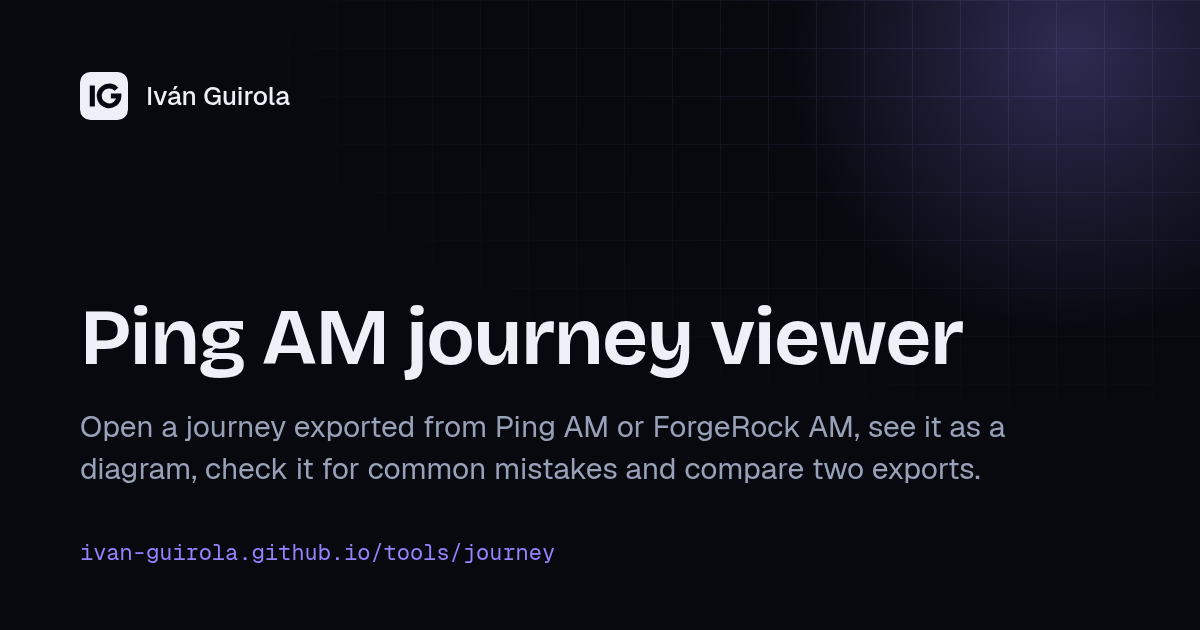 IG
Iván Guirola
Ping AM journey viewer
Open a journey exported from Ping AM or ForgeRock AM, see it as a
diagram, check it for common mistakes and compare two exports.
ivan-guirola.github.io/tools/journey